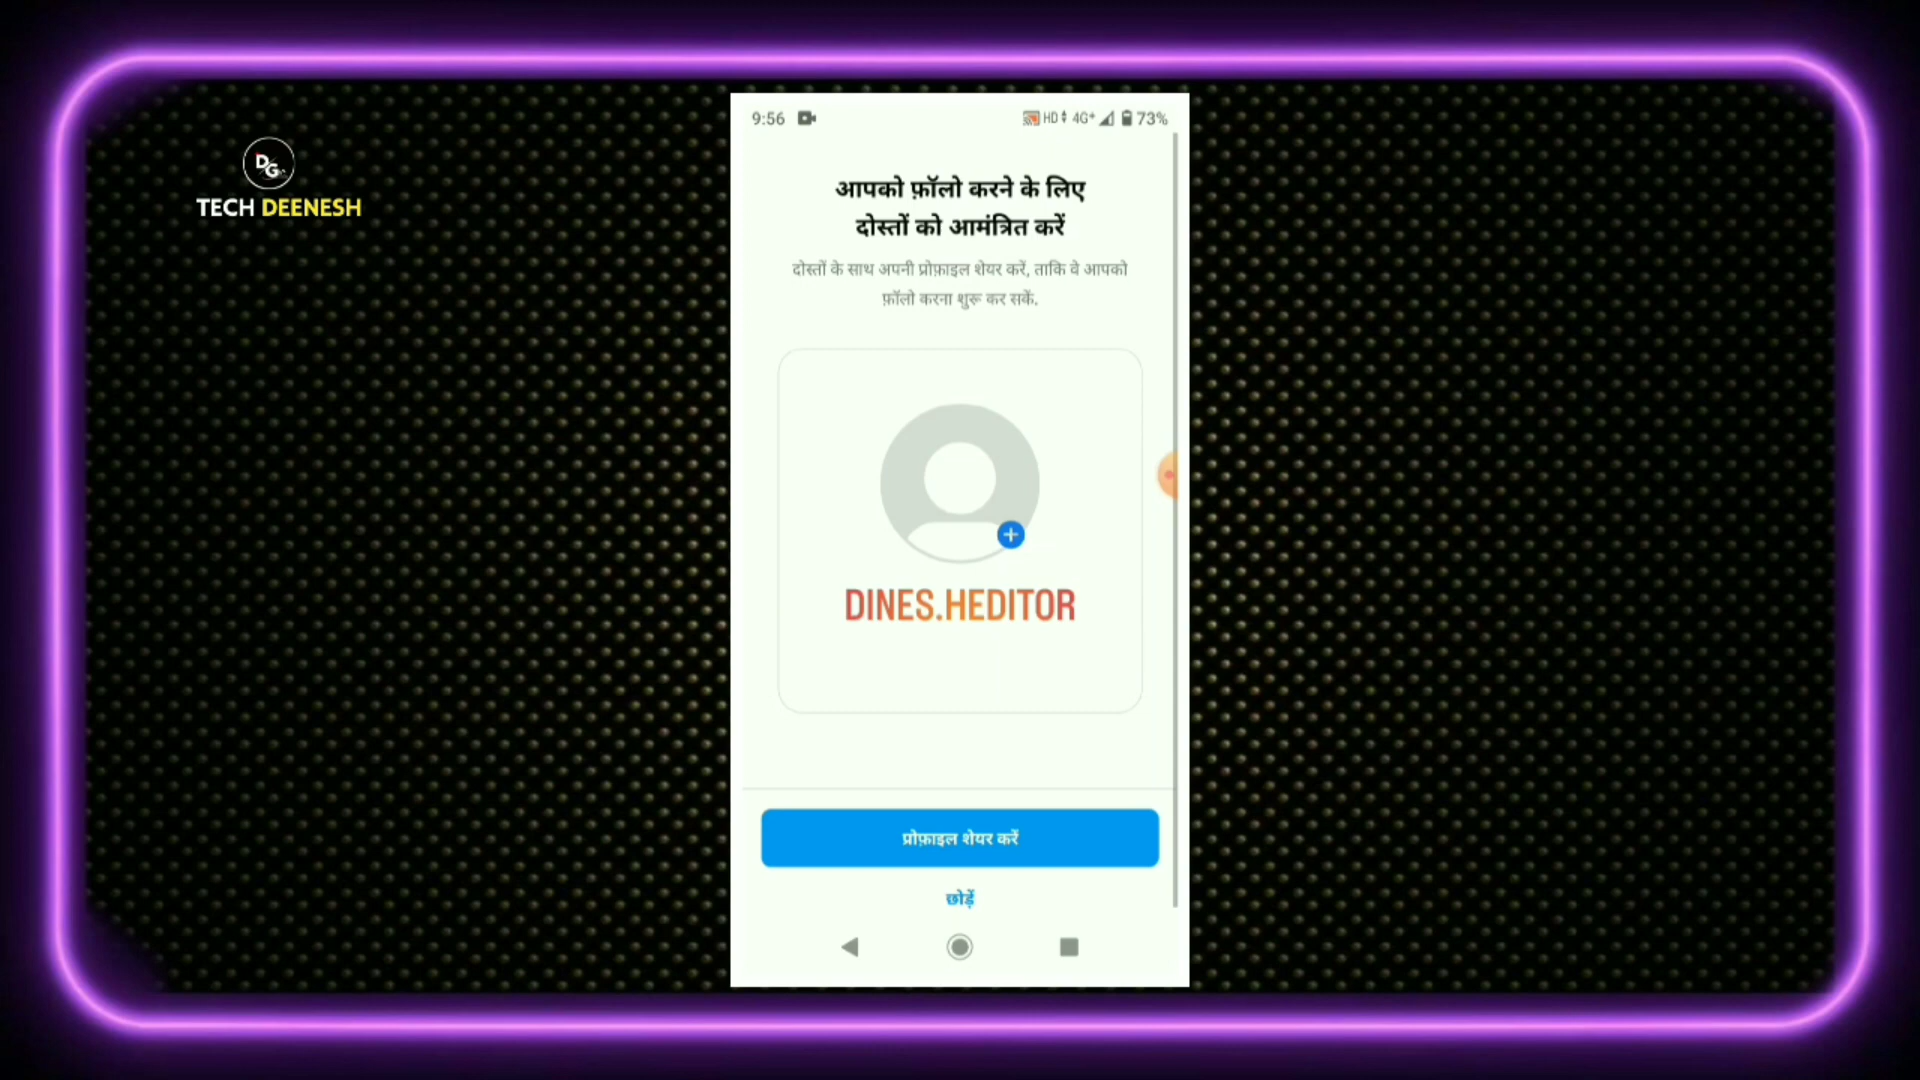 DG
TECH DEENESH
9:56
HD 4G+ 73%
आपको फ़ॉलो करने के लिए
दोस्तों को आमंत्रित करें
दोस्तों के साथ अपनी प्रोफ़ाइल शेयर करें, ताकि वे आपको
फ़ॉलो करना शुरू कर सकें.
DINES.HEDITOR
प्रोफ़ाइल शेयर करें
छोड़ें